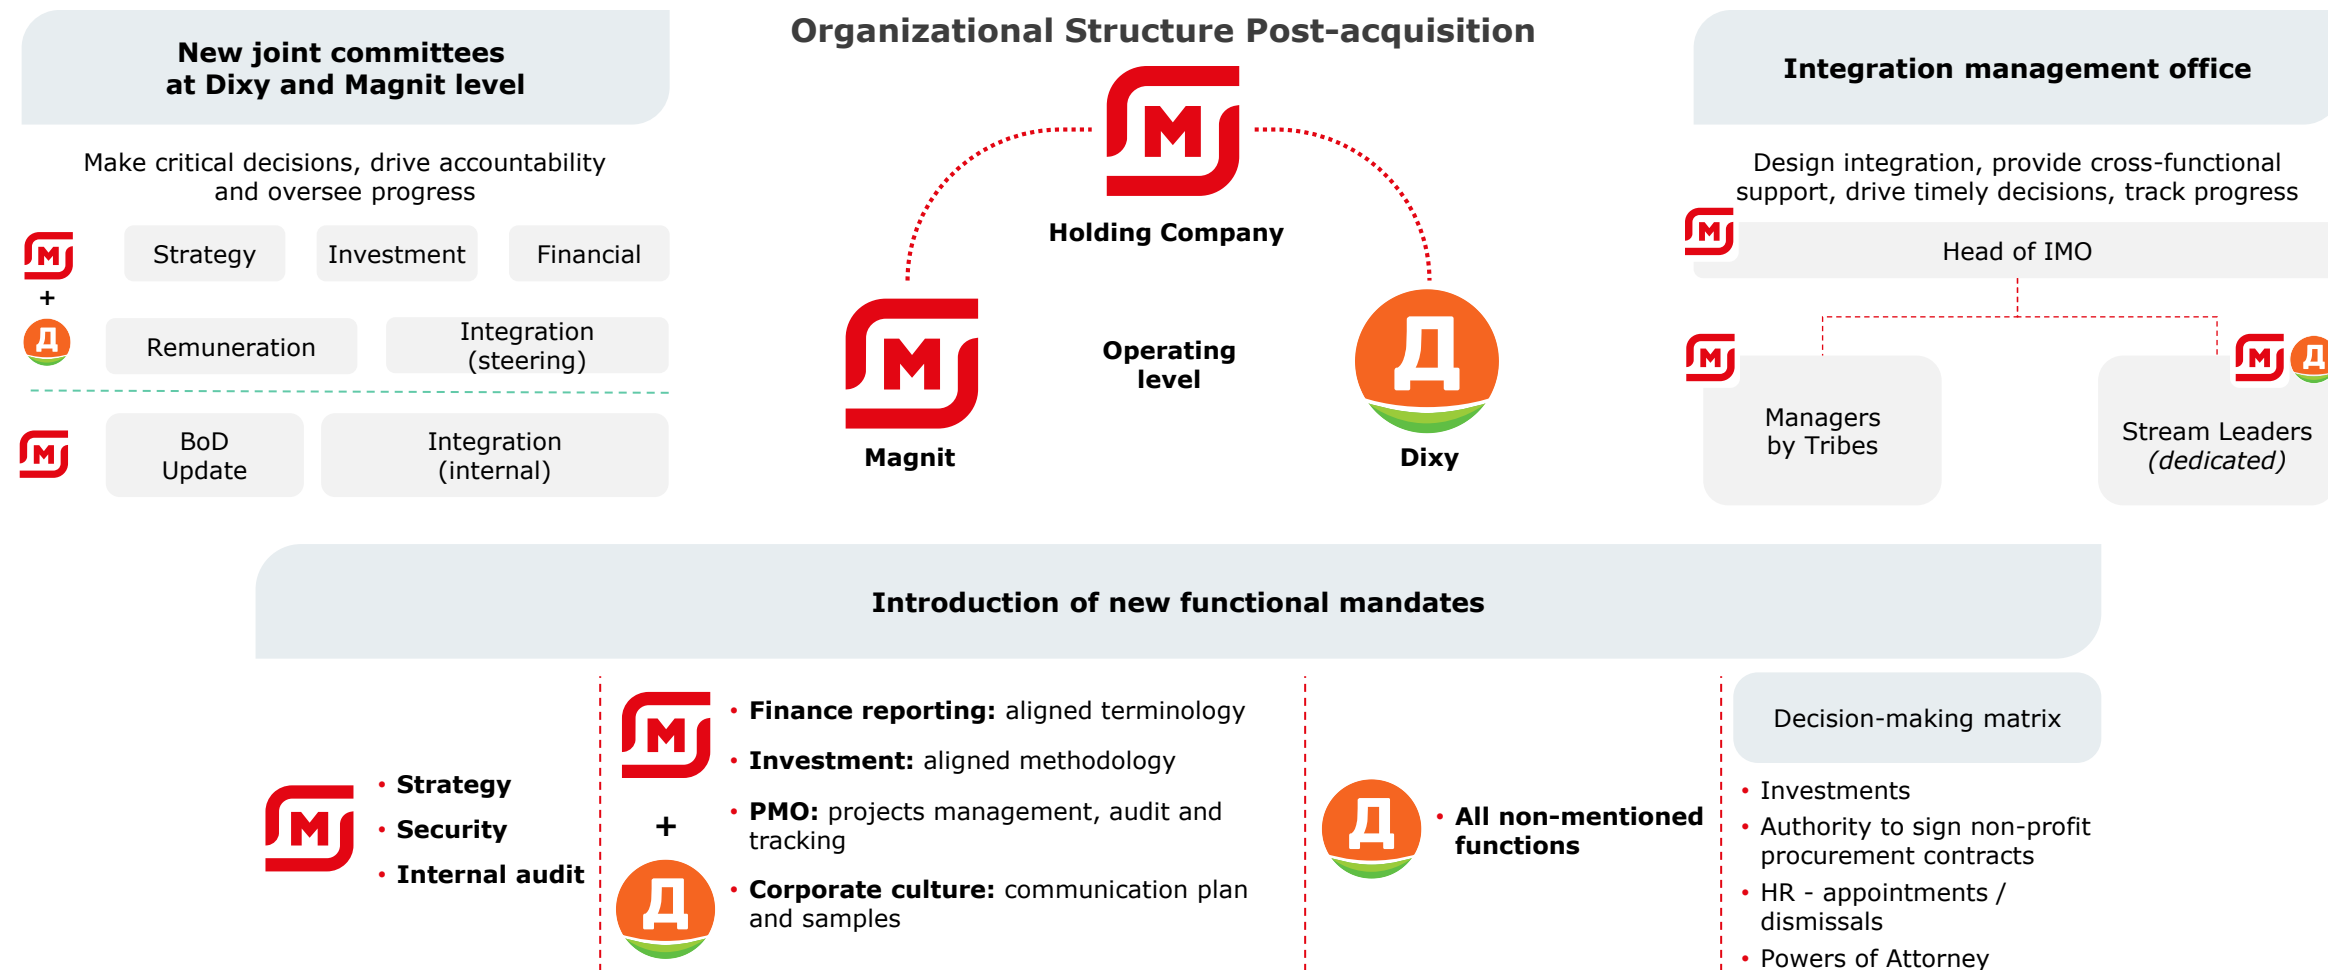 Organizational Structure Post-acquisition
New joint committees
at Dixy and Magnit level
Make critical decisions, drive accountability
and oversee progress
M
+
Д
Strategy
Investment
Financial
Remuneration
Integration
(steering)
M
BoD
Update
Integration
(internal)
M
Holding Company
M
Magnit
Operating
level
Д
Dixy
Integration management office
Design integration, provide cross-functional
support, drive timely decisions, track progress
M
Head of IMO
M
Managers
by Tribes
M
Д
Stream Leaders
(dedicated)
Introduction of new functional mandates
M
• Strategy
• Security
• Internal audit
M
+
Д
• Finance reporting: aligned terminology
• Investment: aligned methodology
• PMO: projects management, audit and
tracking
• Corporate culture: communication plan
and samples
Д
• All non-mentioned
functions
Decision-making matrix
• Investments
• Authority to sign non-profit
procurement contracts
• HR - appointments /
dismissals
• Powers of Attorney